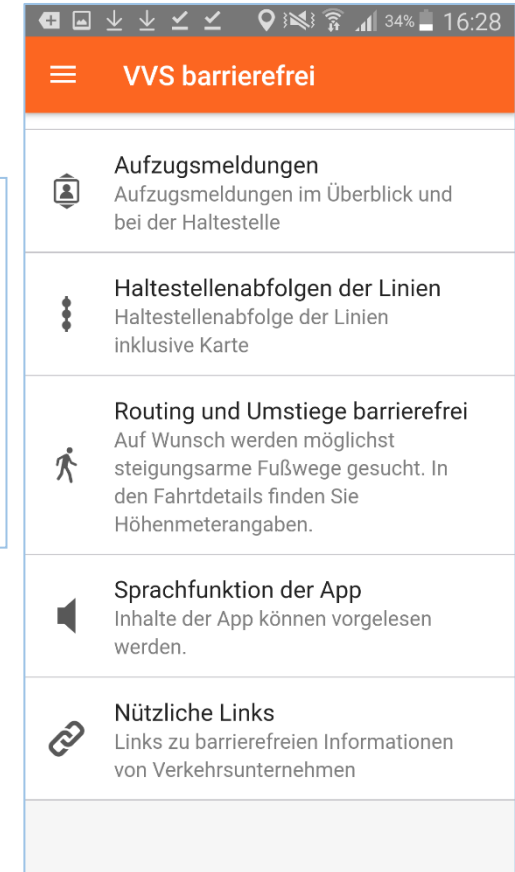 34% 16:28
VVS barrierefrei
Aufzugsmeldungen
Aufzugsmeldungen im Überblick und
bei der Haltestelle
Haltestellenabfolgen der Linien
Haltestellenabfolge der Linien
inklusive Karte
Routing und Umstiege barrierefrei
Auf Wunsch werden möglichst
steigungsarme Fußwege gesucht. In
den Fahrtdetails finden Sie
Höhenmeterangaben.
Sprachfunktion der App
Inhalte der App können vorgelesen
werden.
Nützliche Links
Links zu barrierefreien Informationen
von Verkehrsunternehmen